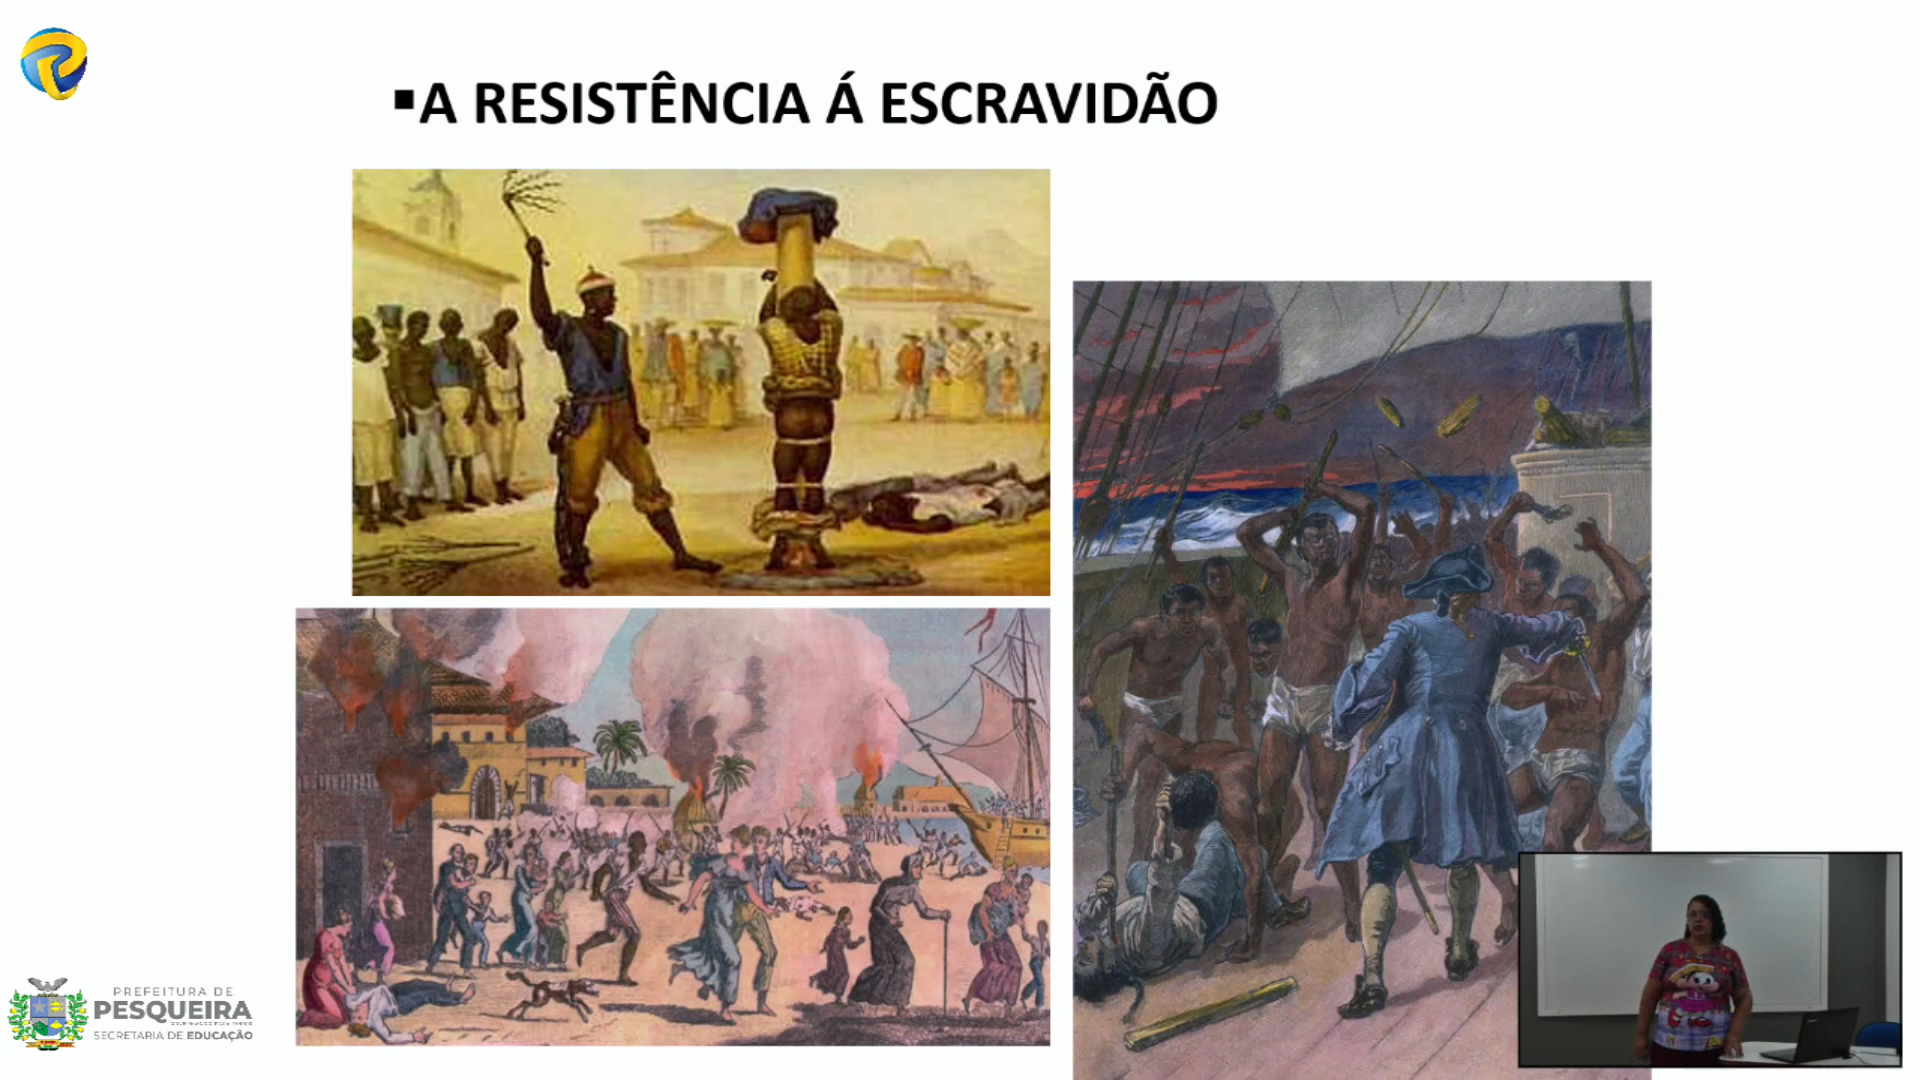 ▪A RESISTÊNCIA Á ESCRAVIDÃO
PREFEITURA DE
PESQUEIRA
SECRETARIA DE EDUCAÇÃO